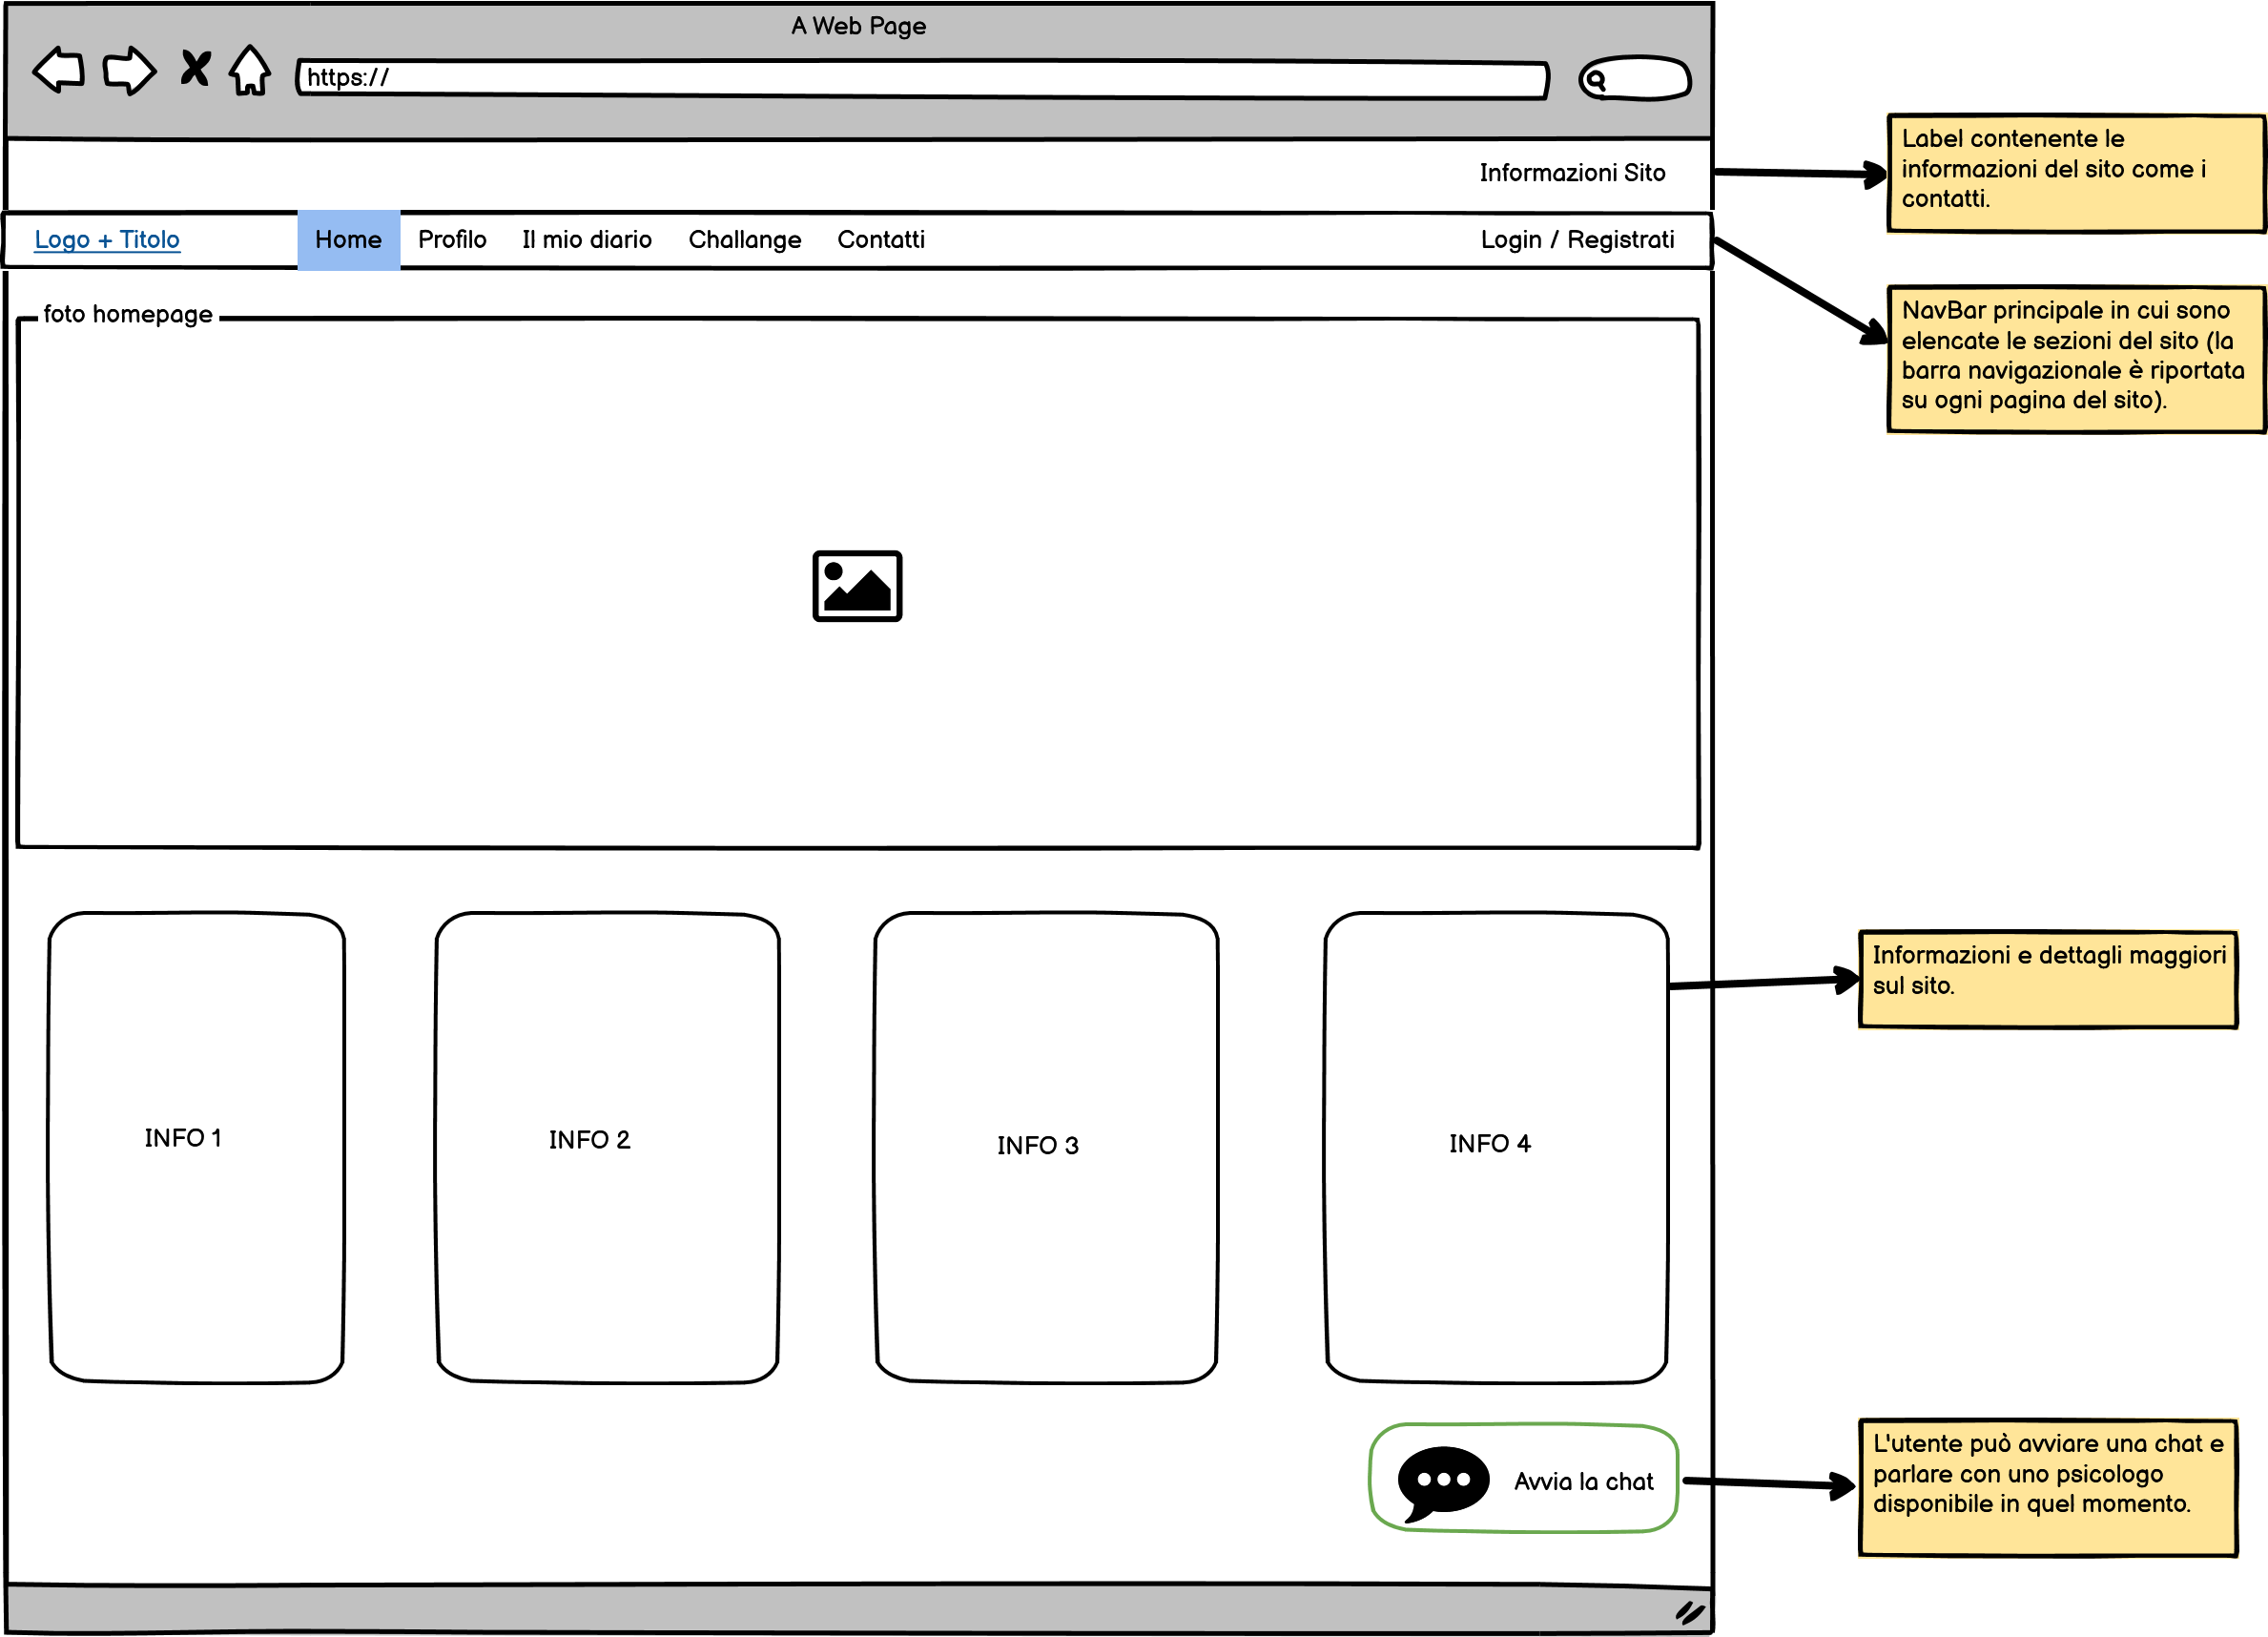 A Web Page
https://
Informazioni Sito
Label contenente le
informazioni del sito come i
contatti.
Logo + Titolo Home Profilo Il mio diario Challange Contatti Login / Registrati
NavBar principale in cui sono
elencate le sezioni del sito (la
barra navigazionale è riportata
su ogni pagina del sito).
foto homepage
Informazioni e dettagli maggiori
sul sito.
INFO 1
INFO 2
INFO 3
INFO 4
Avvia la chat
L'utente può avviare una chat e
parlare con uno psicologo
disponibile in quel momento.